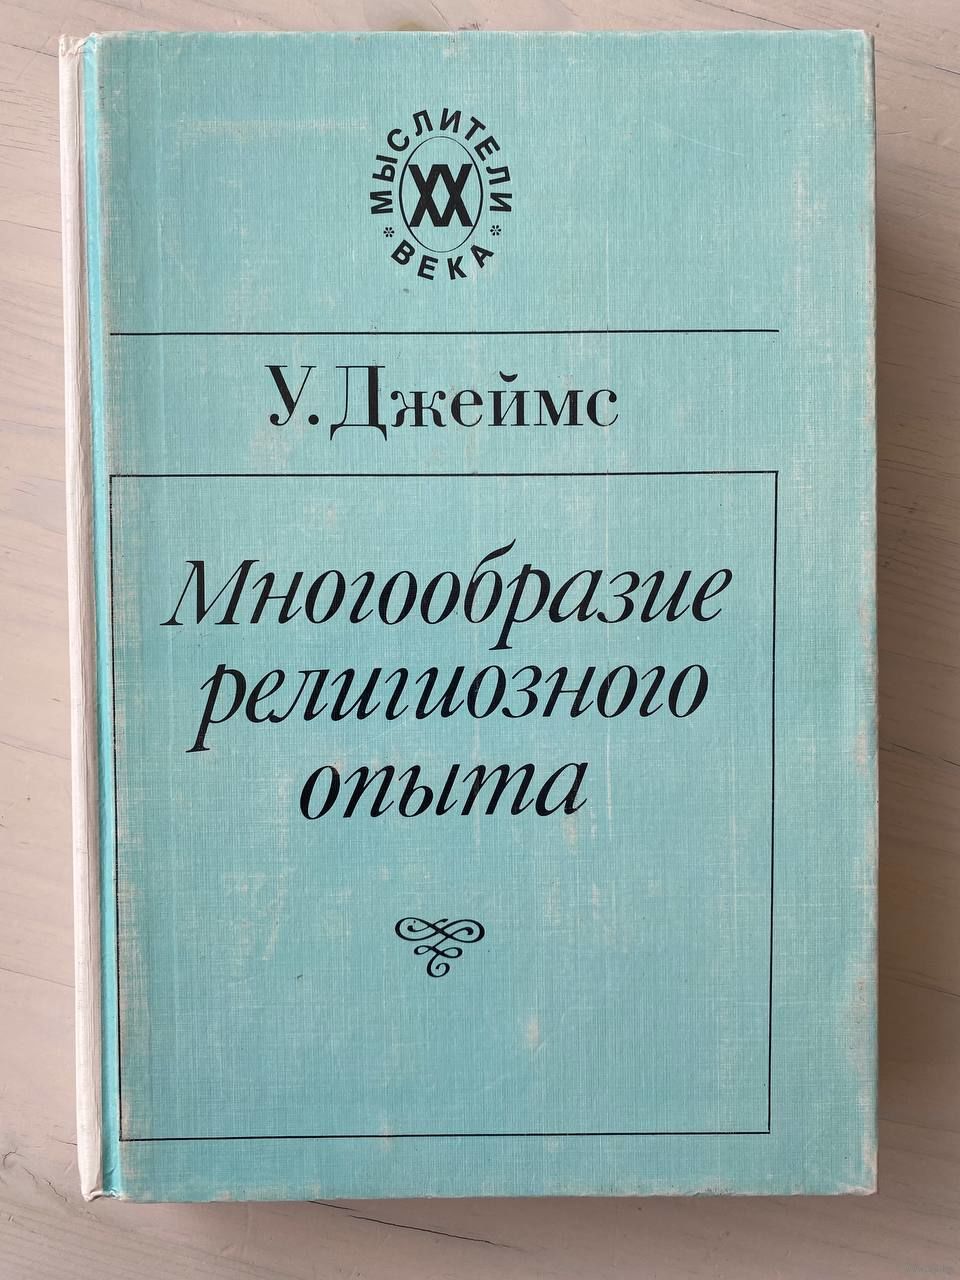 МЫСЛИТЕЛИ
XX
ВЕКА
У. Джеймс
Многообразие
религиозного
опыта